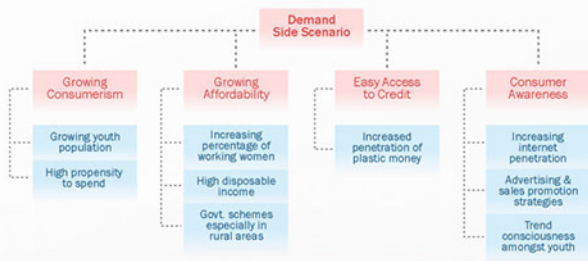 Demand
Side Scenario
Growing
Consumerism
Growing youth
population
High propensity
to spend
Growing
Affordability
Increasing
percentage of
working women
High disposable
income
Govt. schemes
especially in
rural areas
Easy Access
to Credit
Increased
penetration of
plastic money
Consumer
Awareness
Increasing
internet
penetration
Advertising &
sales promotion
strategies
Trend
consciousness
amongst youth